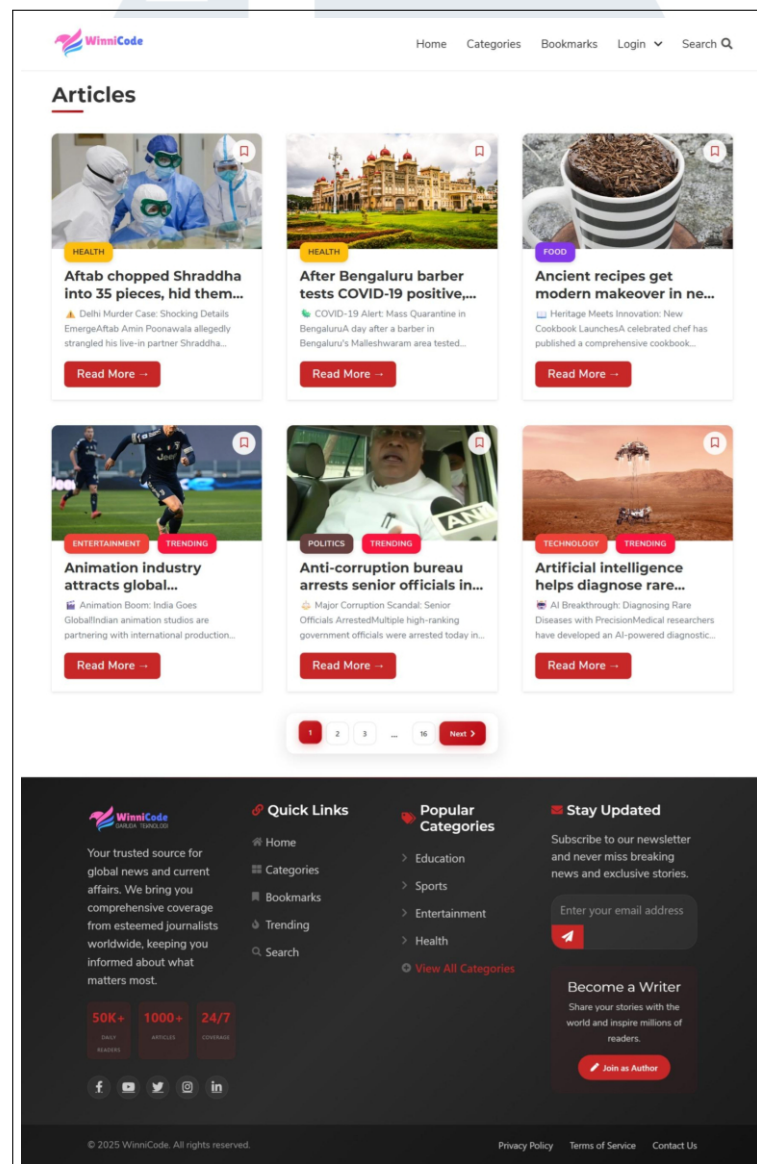 WinniCode
Home Categories Bookmarks Login Search
Articles
HEALTH
Aftab chopped Shraddha
into 35 pieces, hid them...
Delhi Murder Case: Shocking Details
EmergeAftab Amin Poonawala allegedly
strangled his live-in partner Shraddha...
Read More →
HEALTH
After Bengaluru barber
tests COVID-19 positive,...
COVID-19 Alert: Mass Quarantine in
BengaluruA day after a barber in
Bengaluru's Malleshwaram area tested...
Read More →
FOOD
Ancient recipes get
modern makeover in ne...
Heritage Meets Innovation: New
Cookbook LaunchesA celebrated chef has
published a comprehensive cookbook...
Read More →
Jeep
ENTERTAINMENT TRENDING
Animation industry
attracts global...
Animation Boom: India Goes
GlobalIndian animation studios are
partnering with international production...
Read More →
ANI
POLITICS TRENDING
Anti-corruption bureau
arrests senior officials in...
Major Corruption Scandal: Senior
Officials ArrestedMultiple high-ranking
government officials were arrested today in...
Read More →
TECHNOLOGY TRENDING
Artificial intelligence
helps diagnose rare...
AI Breakthrough: Diagnosing Rare
Diseases with PrecisionMedical researchers
have developed an AI-powered diagnostic...
Read More →
1 2 3 ... 16 Next >
WinniCode
GARUDA TEKNOLOGI
Your trusted source for
global news and current
affairs. We bring you
comprehensive coverage
from esteemed journalists
worldwide, keeping you
informed about what
matters most.
50K+ 1000+ 24/7
DAILY READERS ARTICLES COVERAGE
Quick Links
Home
Categories
Bookmarks
Trending
Search
Popular
Categories
> Education
> Sports
> Entertainment
> Health
View All Categories
Stay Updated
Subscribe to our newsletter
and never miss breaking
news and exclusive stories.
Enter your email address
Become a Writer
Share your stories with the
world and inspire millions of
readers.
Join as Author
© 2025 WinniCode. All rights reserved.
Privacy Policy Terms of Service Contact Us